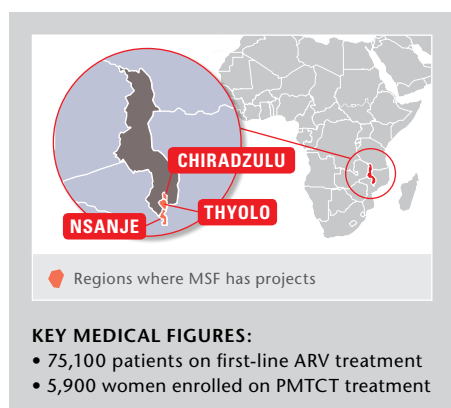 CHIRADZULU
THYOLO
NSANJE
Regions where MSF has projects
KEY MEDICAL FIGURES:
• 75,100 patients on first-line ARV treatment
• 5,900 women enrolled on PMTCT treatment